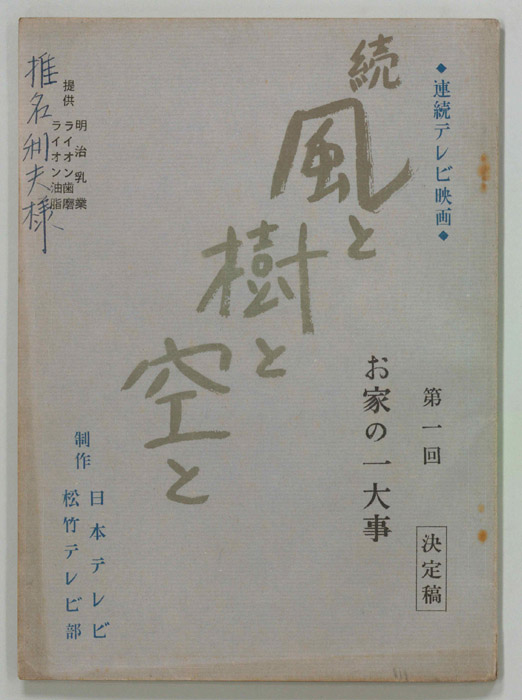 ◆連続テレビ映画◆
続
風と
樹と
空と
第一回 決定稿
お家の一大事
明治乳業
提供 ライオン歯磨
ライオン油脂
椎名利夫様
制作 日本テレビ
松竹テレビ部